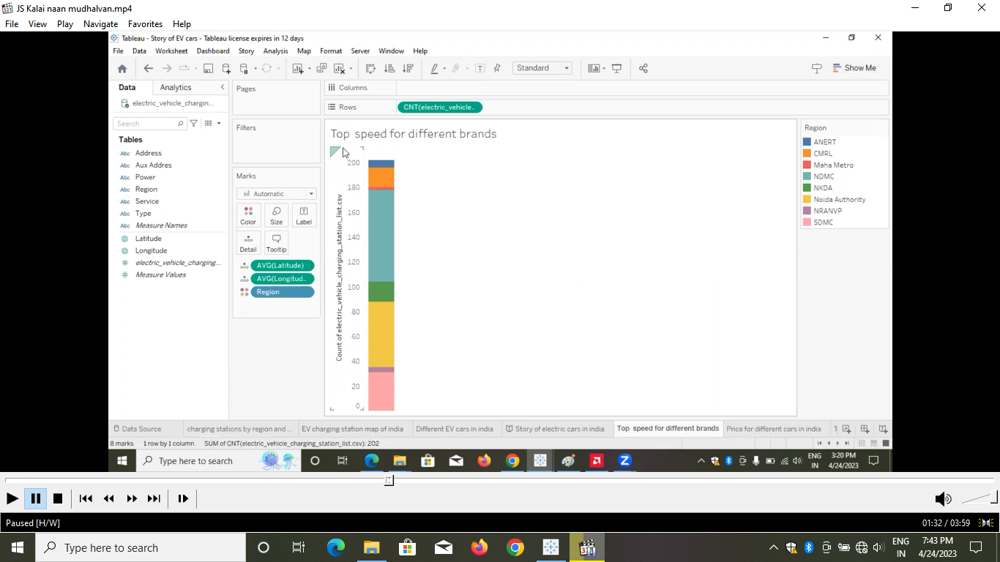 JS Kalai naan mudhalvan.mp4
File View Play Navigate Favorites Help
Tableau - Story of EV cars - Tableau license expires in 12 days
File Data Worksheet Dashboard Story Analysis Map Format Server Window Help
Standard
Show Me
Data Analytics
electric_vehicle_chargin...
Search
Tables
Abc Address
Abc Aux Addres
Abc Power
Abc Region
Abc Service
Abc Type
Abc Measure Names
Latitude
Longitude
# electric_vehicle_charging...
# Measure Values
Pages
Filters
Marks
Automatic
Color Size Label
Detail Tooltip
AVG(Latitude)
AVG(Longitud..
Region
Columns
Rows CNT(electric_vehicle..
Top speed for different brands
Count of electric_vehicle_charging_station_list.csv
200
180
160
140
120
100
80
60
40
20
0
Region
ANERT
CMRL
Maha Metro
NDMC
NKDA
Noida Authority
NRANVP
SDMC
Data Source charging stations by region and ... EV charging station map of india Different EV cars in india Story of electric cars in india Top speed for different brands Price for different cars in india
8 marks 1 row by 1 column SUM of CNT(electric_vehicle_charging_station_list.csv): 202
Type here to search
ENG
IN
3:20 PM
4/24/2023
Paused [H/W]
01:32 / 03:59
Type here to search
ENG
IN
7:43 PM
4/24/2023